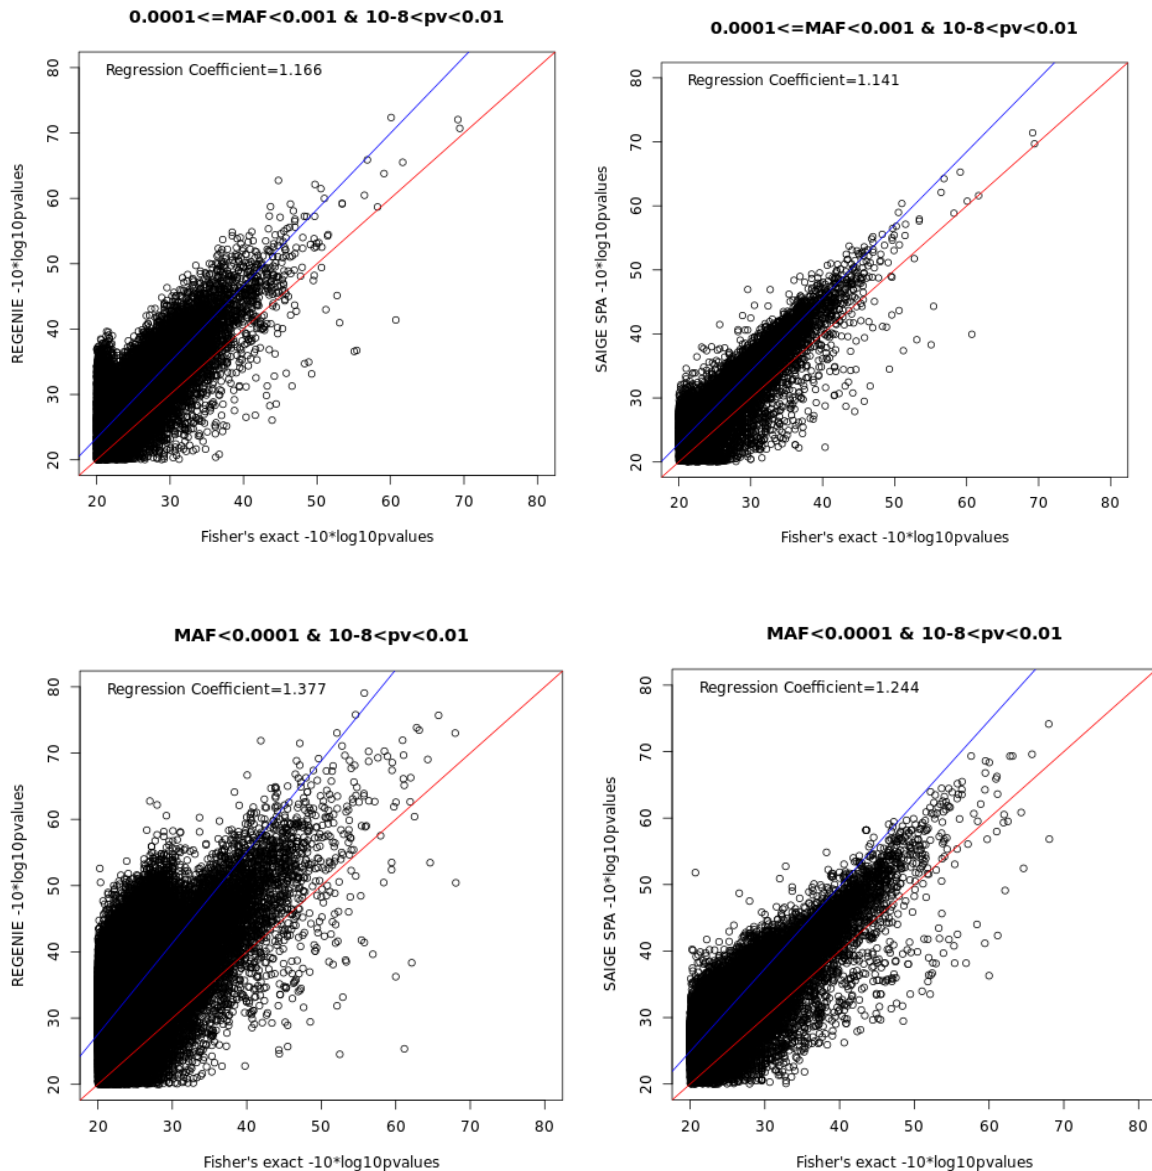 0.0001<=MAF<0.001 & 10-8<pv<0.01
Regression Coefficient=1.166
REGENIE -10*log10pvalues
80
70
60
50
40
30
20
20 30 40 50 60 70 80
Fisher's exact -10*log10pvalues
0.0001<=MAF<0.001 & 10-8<pv<0.01
Regression Coefficient=1.141
SAIGE SPA -10*log10pvalues
80
70
60
50
40
30
20
20 30 40 50 60 70 80
Fisher's exact -10*log10pvalues
MAF<0.0001 & 10-8<pv<0.01
Regression Coefficient=1.377
REGENIE -10*log10pvalues
80
70
60
50
40
30
20
20 30 40 50 60 70 80
Fisher's exact -10*log10pvalues
MAF<0.0001 & 10-8<pv<0.01
Regression Coefficient=1.244
SAIGE SPA -10*log10pvalues
80
70
60
50
40
30
20
20 30 40 50 60 70 80
Fisher's exact -10*log10pvalues